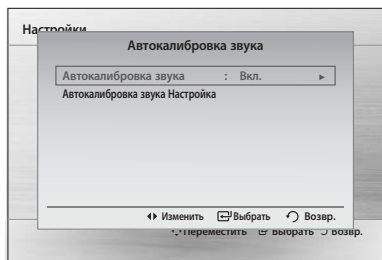 Настройки
Автокалибровка звука
Автокалибровка звука : Вкл. ►
Автокалибровка звука Настройка
Изменить Выбрать Возвр.
Переместить Выбрать Возвр.